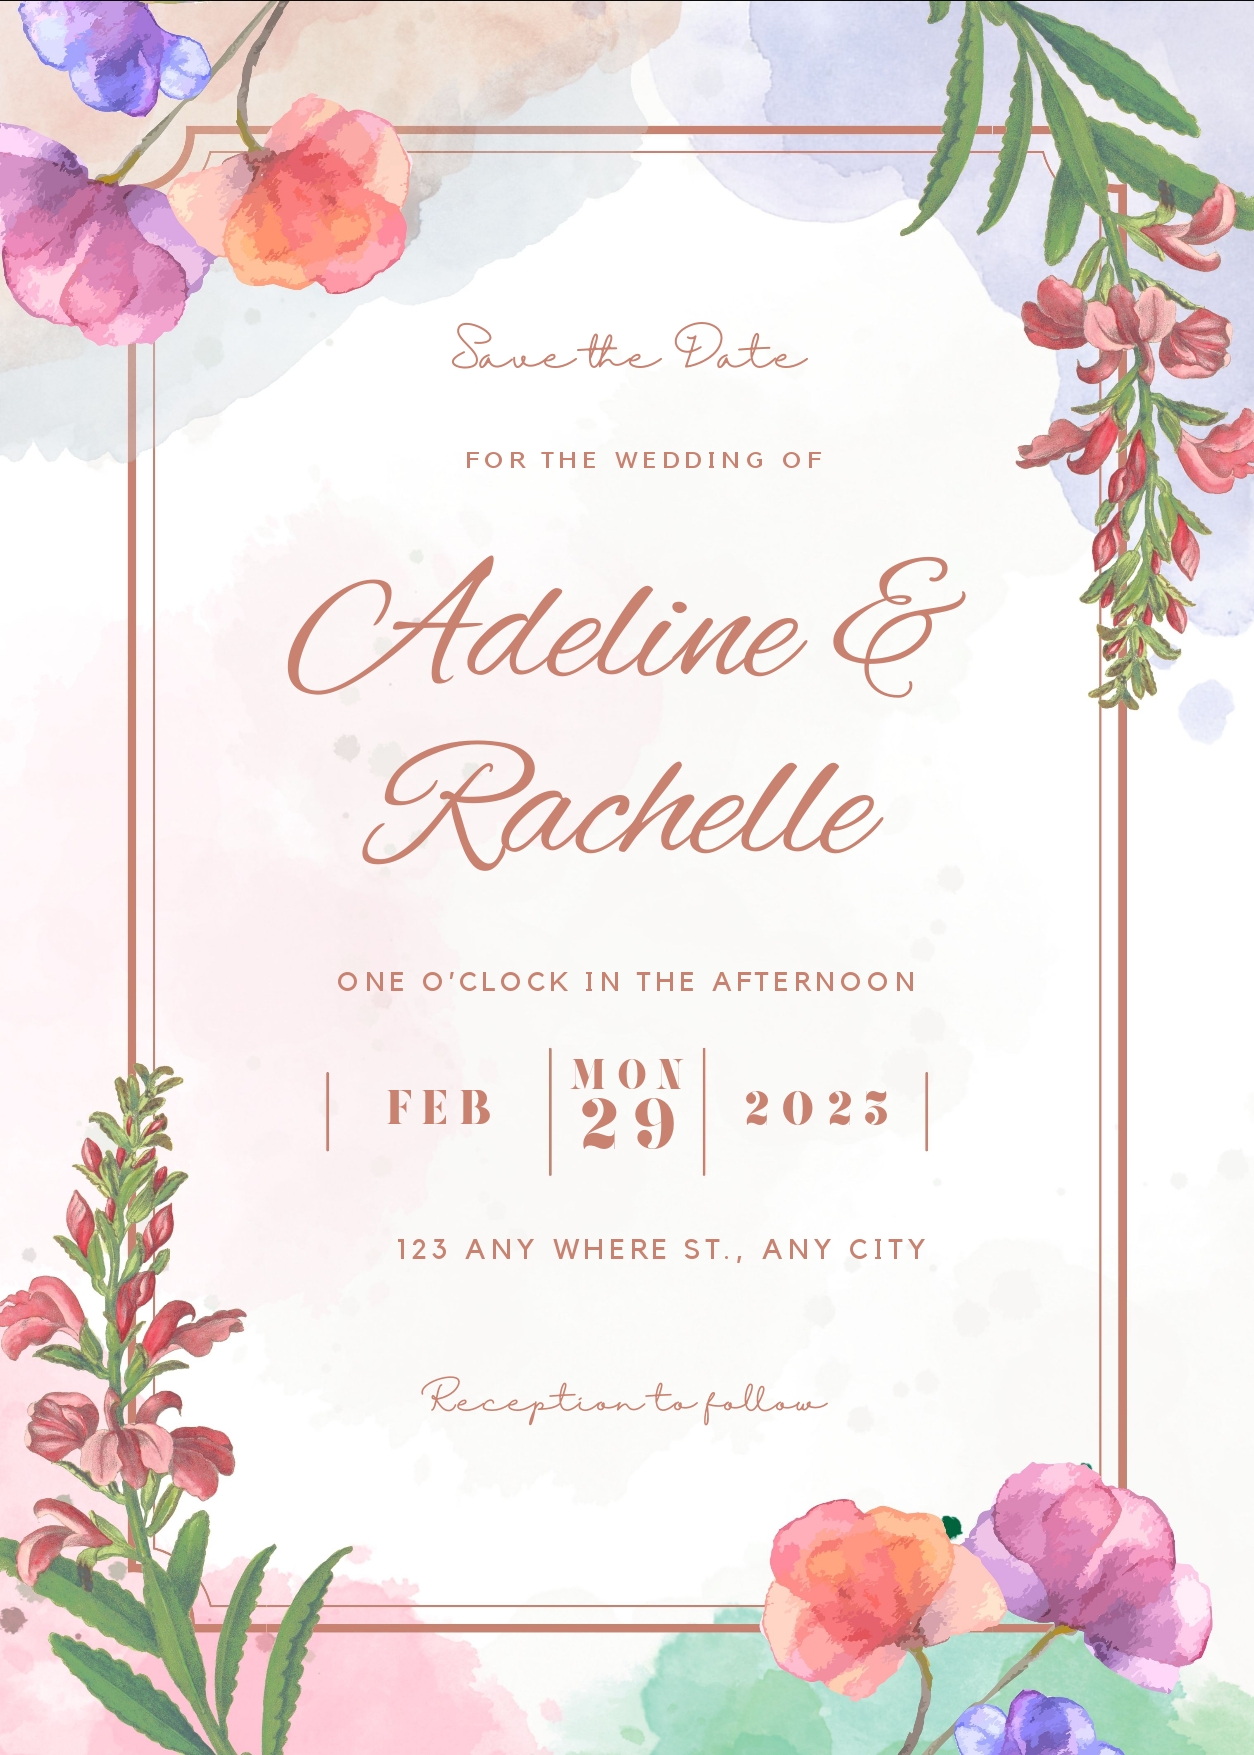 Save the Date
FOR THE WEDDING OF
Adeline &
Rachelle
ONE O'CLOCK IN THE AFTERNOON
FEB
MON
29
2025
123 ANY WHERE ST., ANY CITY
Reception to follow